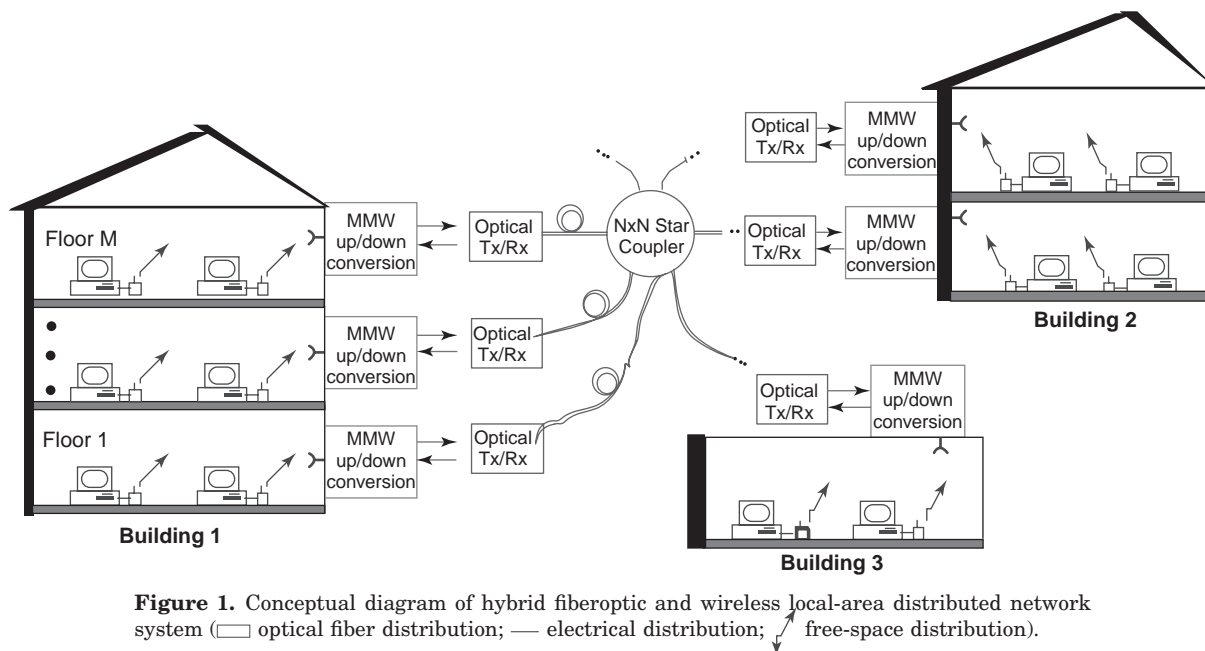 Floor M
MMW
up/down
conversion
Optical
Tx/Rx
MMW
up/down
conversion
Optical
Tx/Rx
Floor 1
MMW
up/down
conversion
Optical
Tx/Rx
Building 1
NxN Star
Coupler
Optical
Tx/Rx
MMW
up/down
conversion
Optical
Tx/Rx
MMW
up/down
conversion
Building 2
Optical
Tx/Rx
MMW
up/down
conversion
Building 3
Figure 1. Conceptual diagram of hybrid fiberoptic and wireless local-area distributed network
system ( optical fiber distribution; — electrical distribution; free-space distribution).